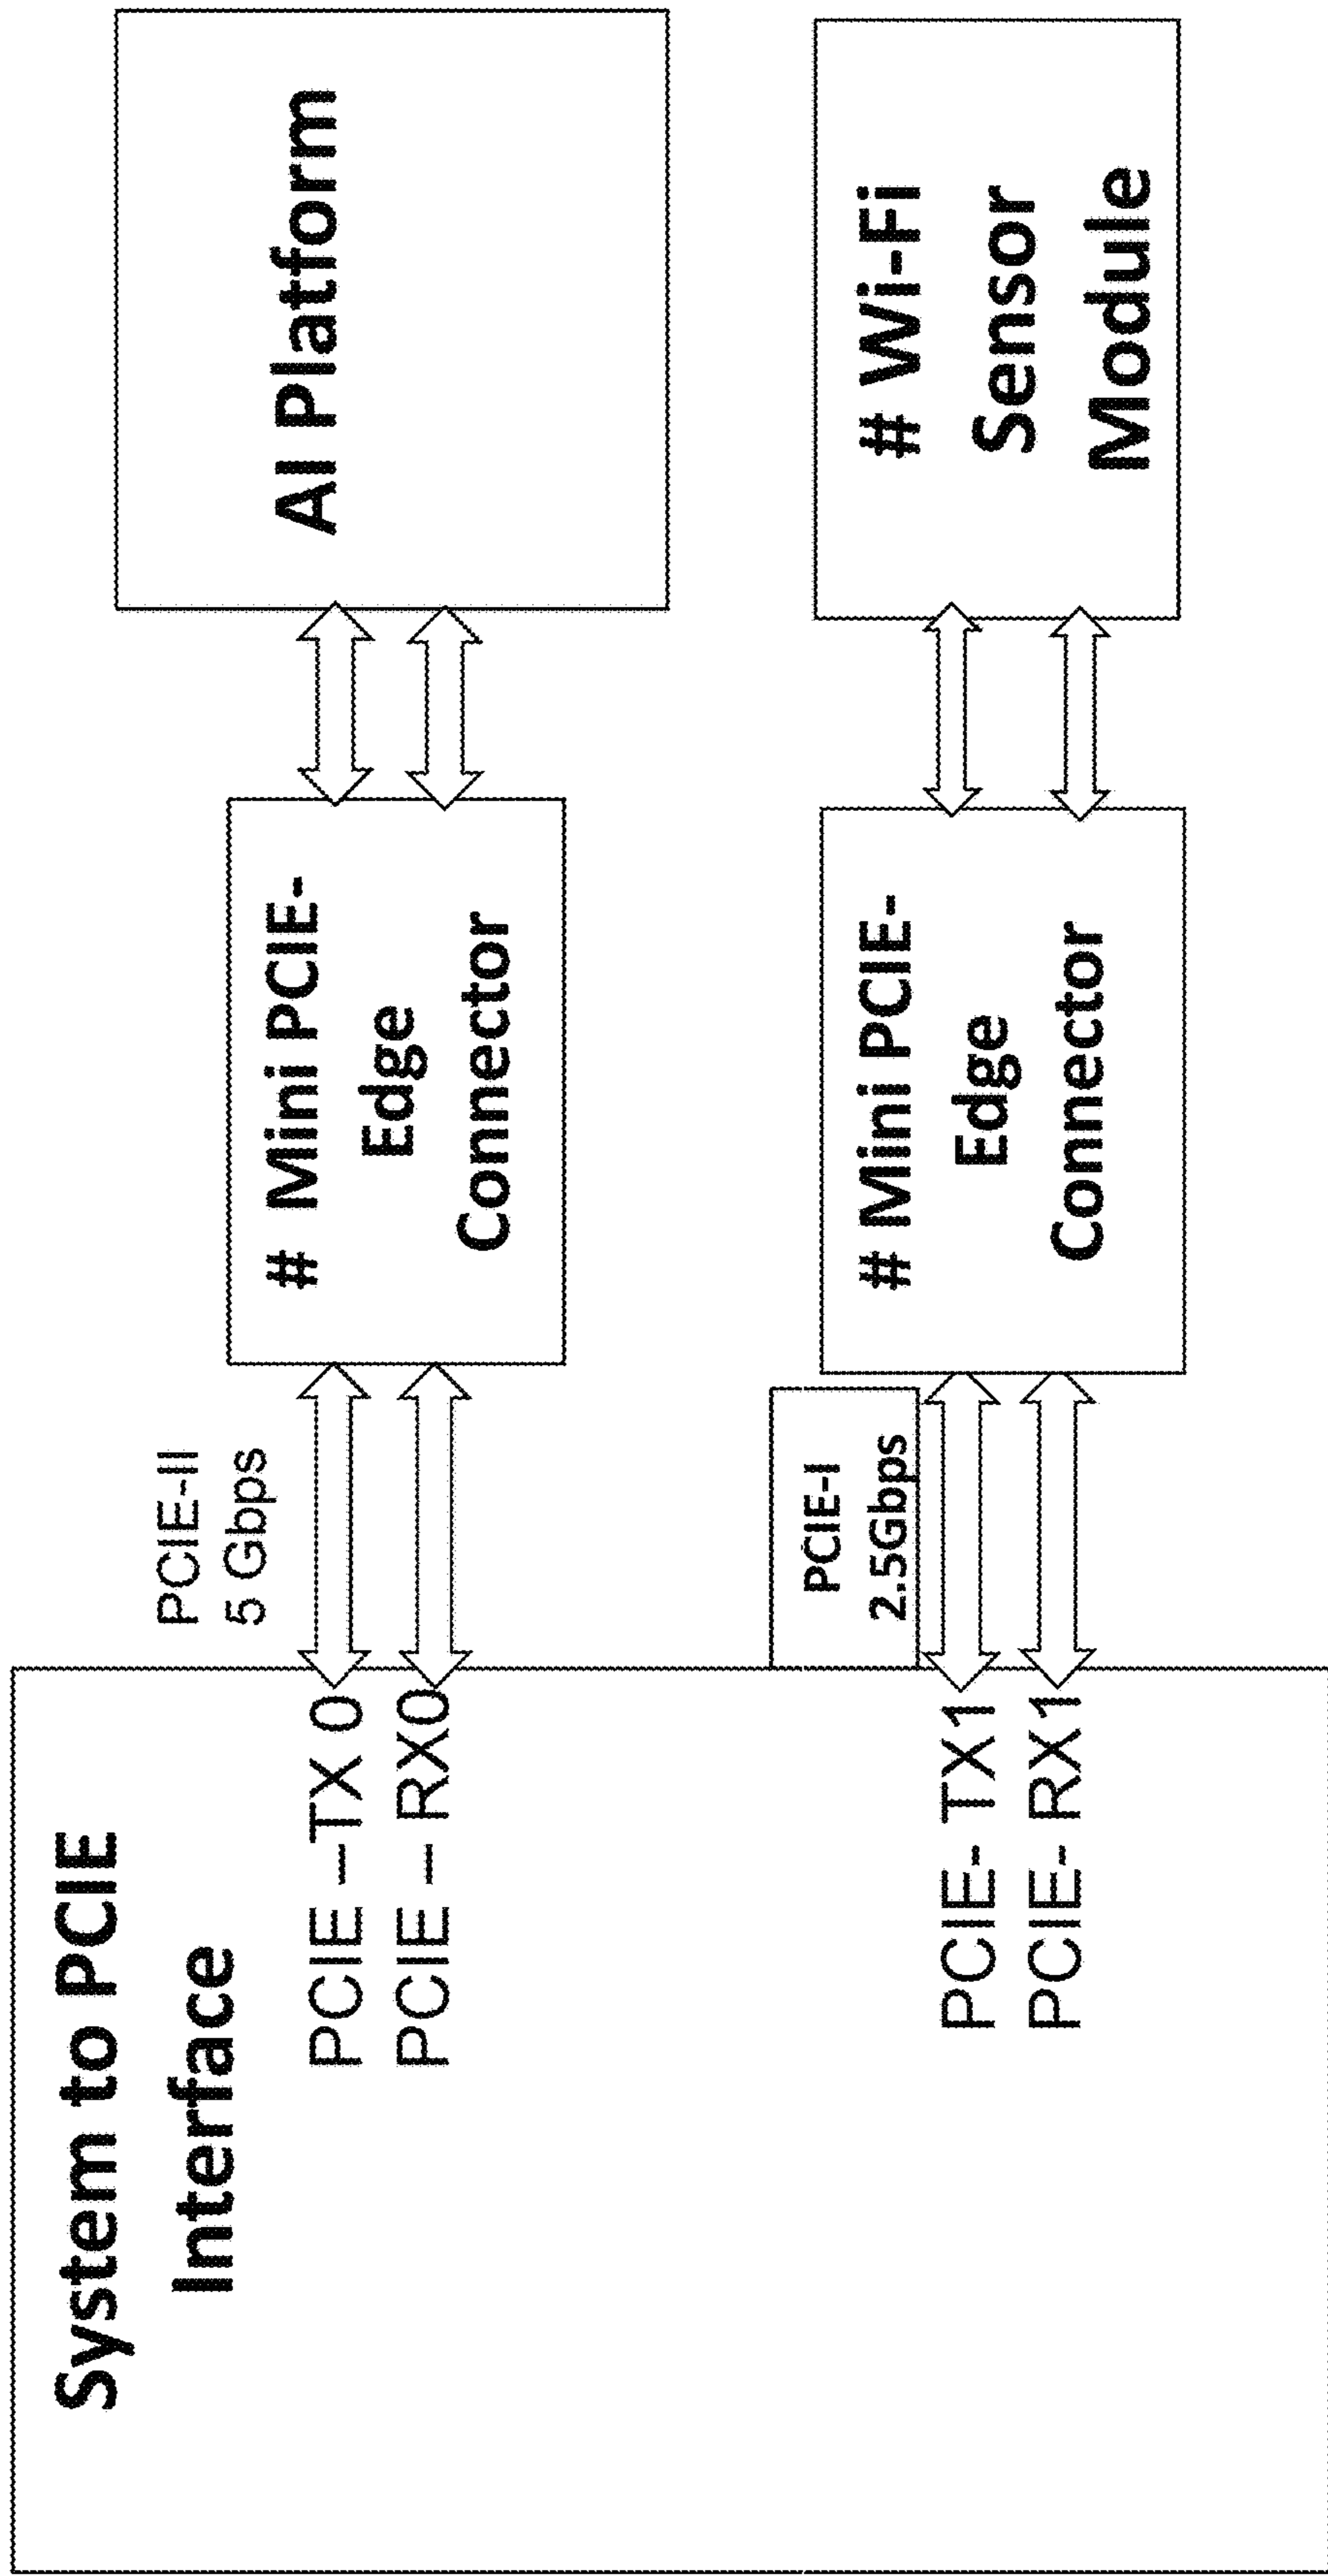 System to PCIE
Interface
PCIE –TX 0
PCIE – RX0
PCIE- TX1
PCIE- RX1
PCIE-II
5 Gbps
PCIE-I
2.5Gbps
# Mini PCIE-
Edge
Connector
# Mini PCIE-
Edge
Connector
AI Platform
# Wi-Fi
Sensor
Module